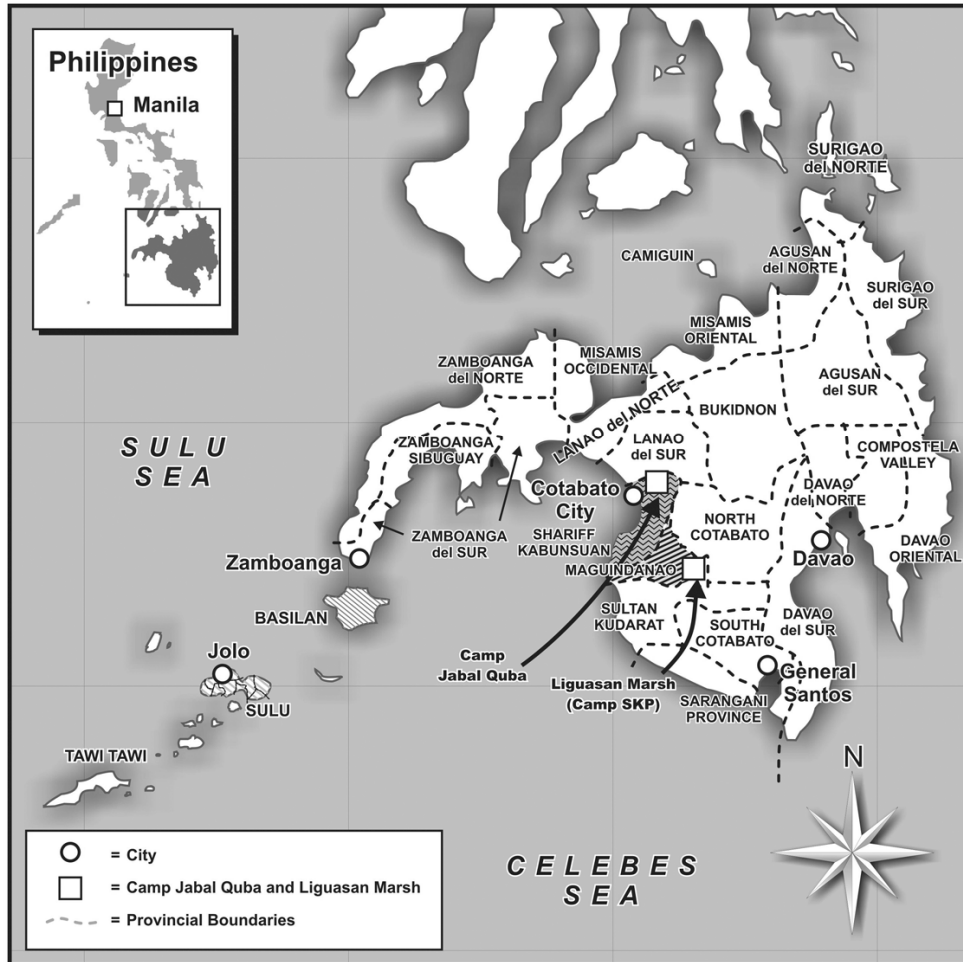 Philippines
Manila
SURIGAO
del NORTE
CAMIGUIN
AGUSAN
del NORTE
SURIGAO
del SUR
MISAMIS
ORIENTAL
MISAMIS
OCCIDENTAL
ZAMBOANGA
del NORTE
AGUSAN
del SUR
LANAO del NORTE
BUKIDNON
SULU
SEA
ZAMBOANGA
SIBUGUAY
LANAO
del SUR
COMPOSTELA
VALLEY
DAVAO
del NORTE
Cotabato
City
NORTH
COTABATO
ZAMBOANGA
del SUR
SHARIFF
KABUNSUAN
DAVAO
ORIENTAL
Davao
Zamboanga
MAGUINDANAO
BASILAN
SULTAN
KUDARAT
SOUTH
COTABATO
DAVAO
del SUR
Jolo
Camp
Jabal Quba
General
Santos
Liguasan Marsh
(Camp SKP)
SARANGANI
PROVINCE
SULU
TAWI TAWI
N
CELEBES
SEA
= City
= Camp Jabal Quba and Liguasan Marsh
= Provincial Boundaries